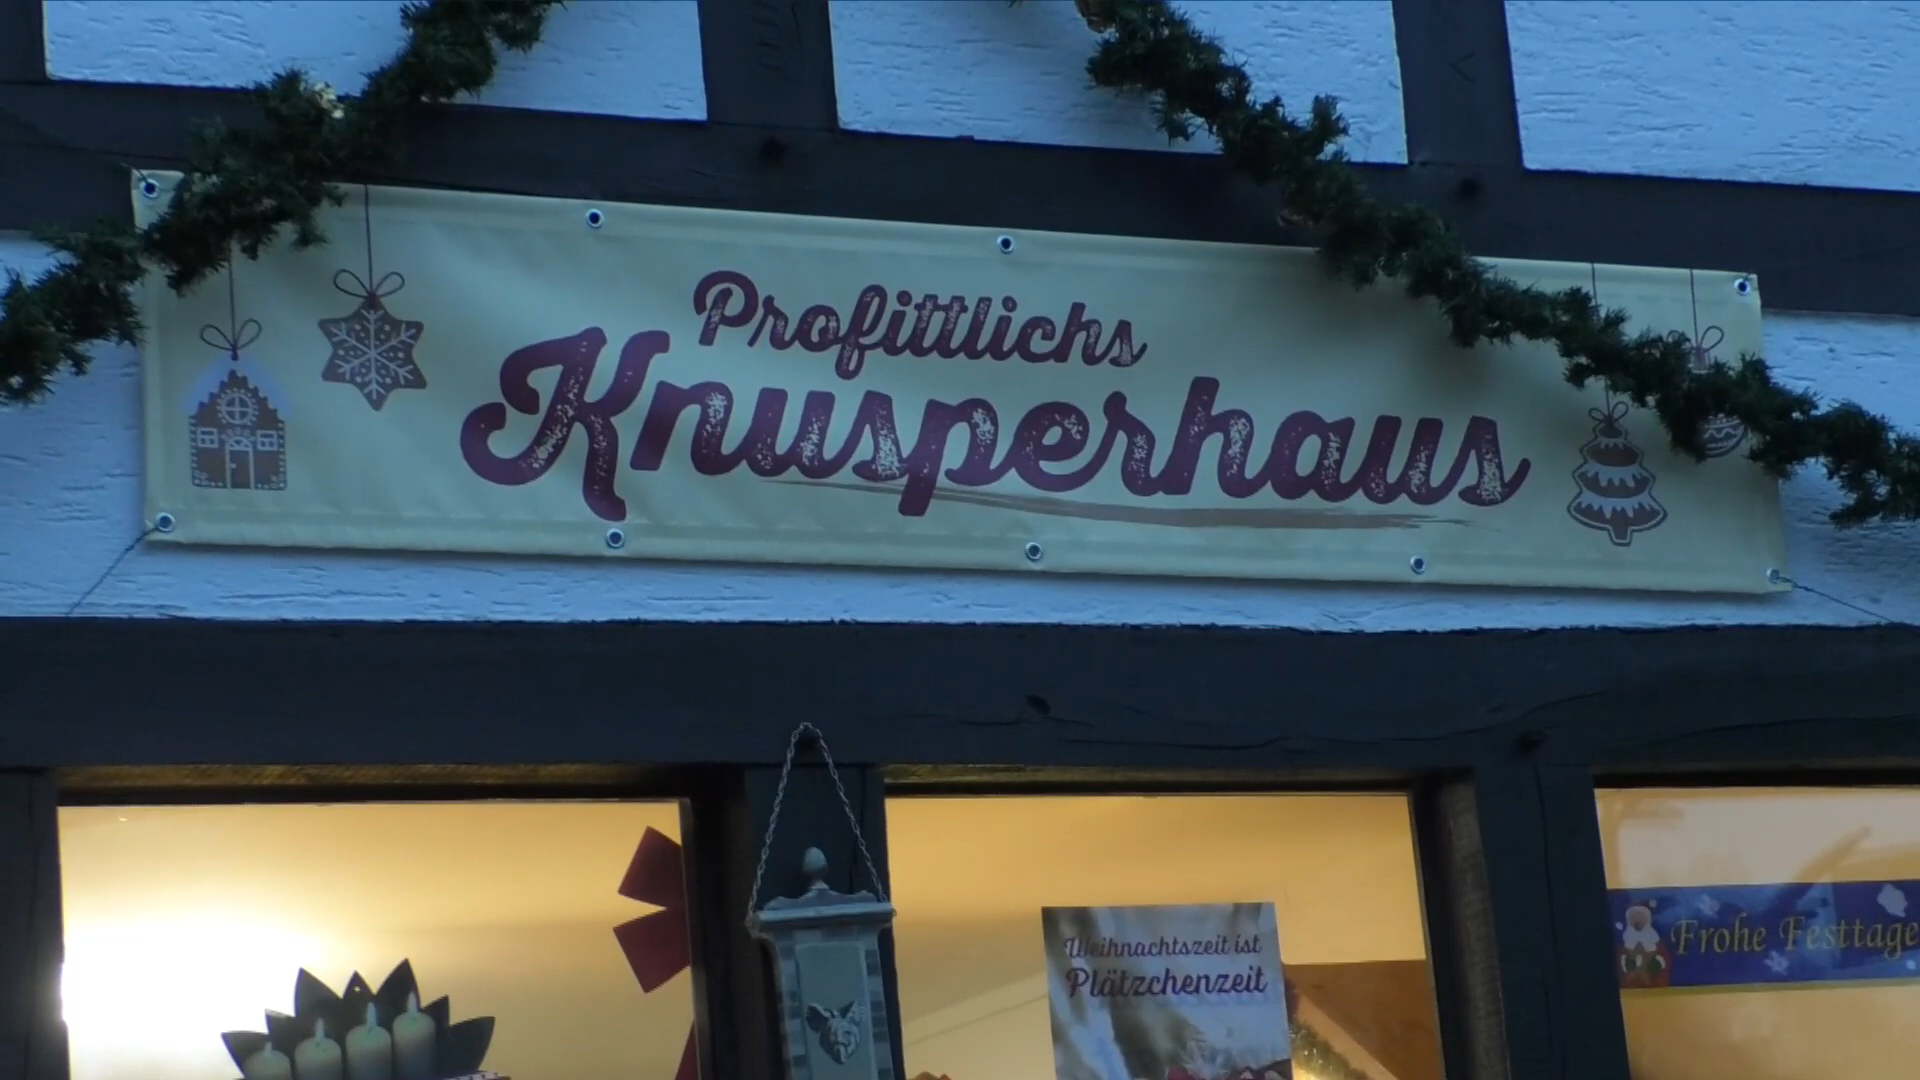 Profittlichs
Knusperhaus
Weihnachtszeit ist
Plätzchenzeit
Frohe Festtage